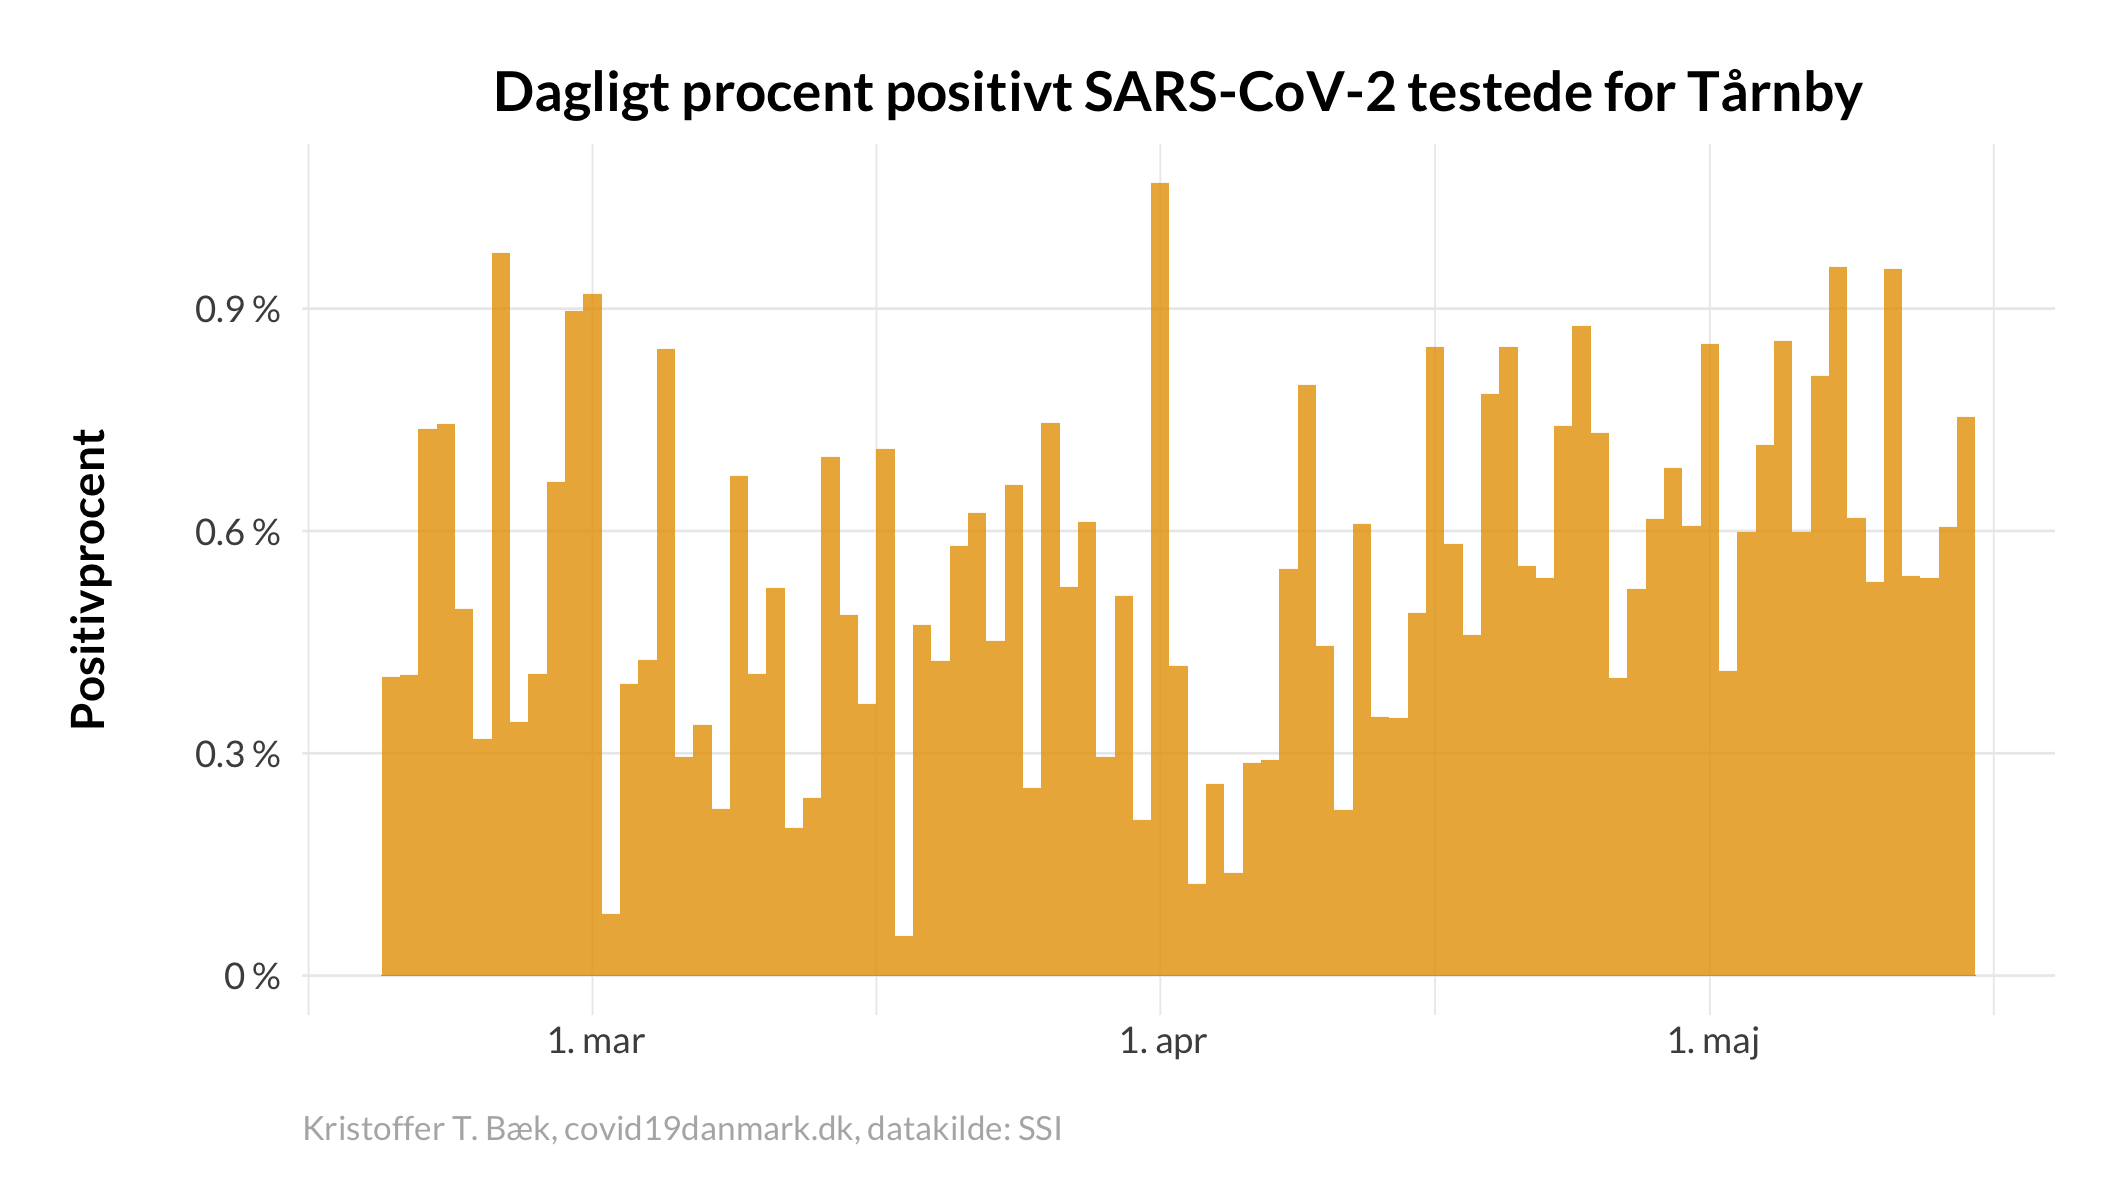 Dagligt procent positivt SARS-CoV-2 testede for Tårnby
Positivprocent
0.9 %
0.6 %
0.3 %
0 %
1. mar
1. apr
1. maj
Kristoffer T. Bæk, covid19danmark.dk, datakilde: SSI